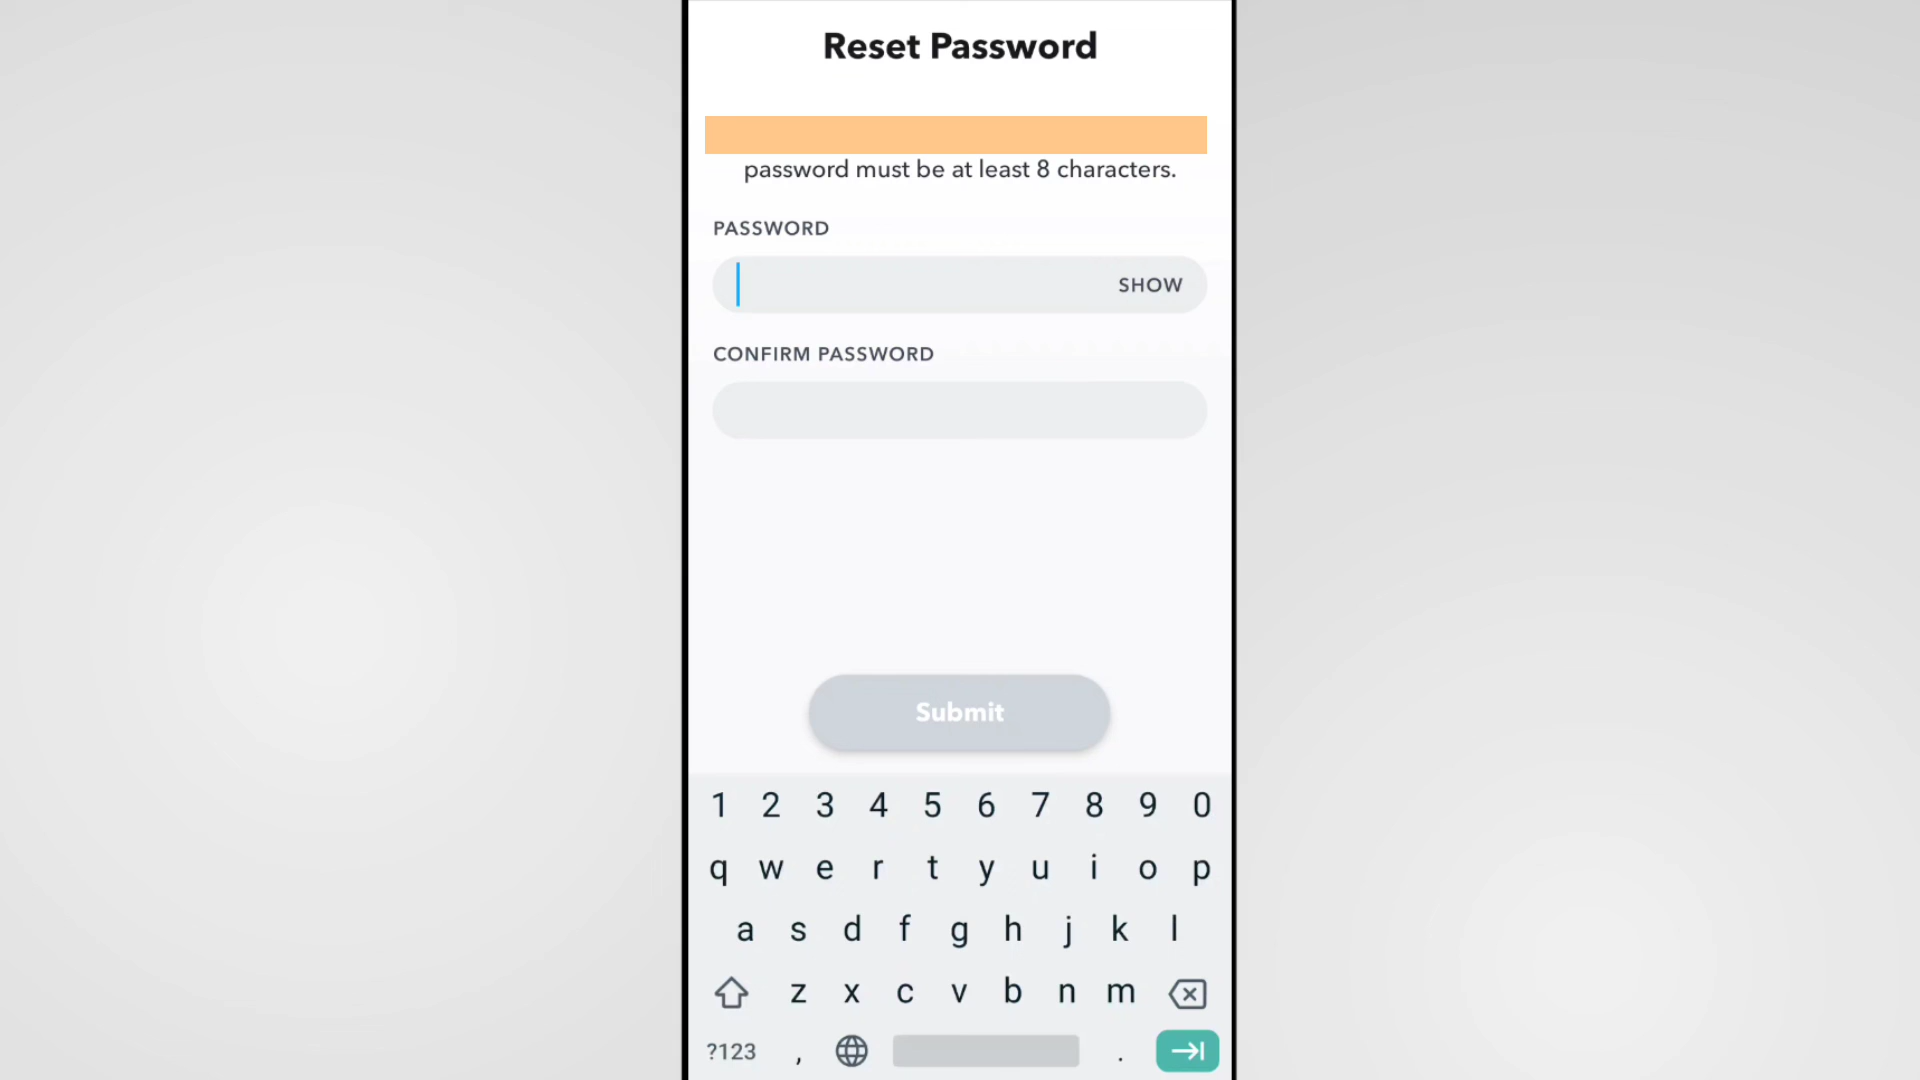 Reset Password
password must be at least 8 characters.
PASSWORD
SHOW
CONFIRM PASSWORD
Submit
1 2 3 4 5 6 7 8 9 0
q w e r t y u i o p
a s d f g h j k l
z x c v b n m
?123 , .